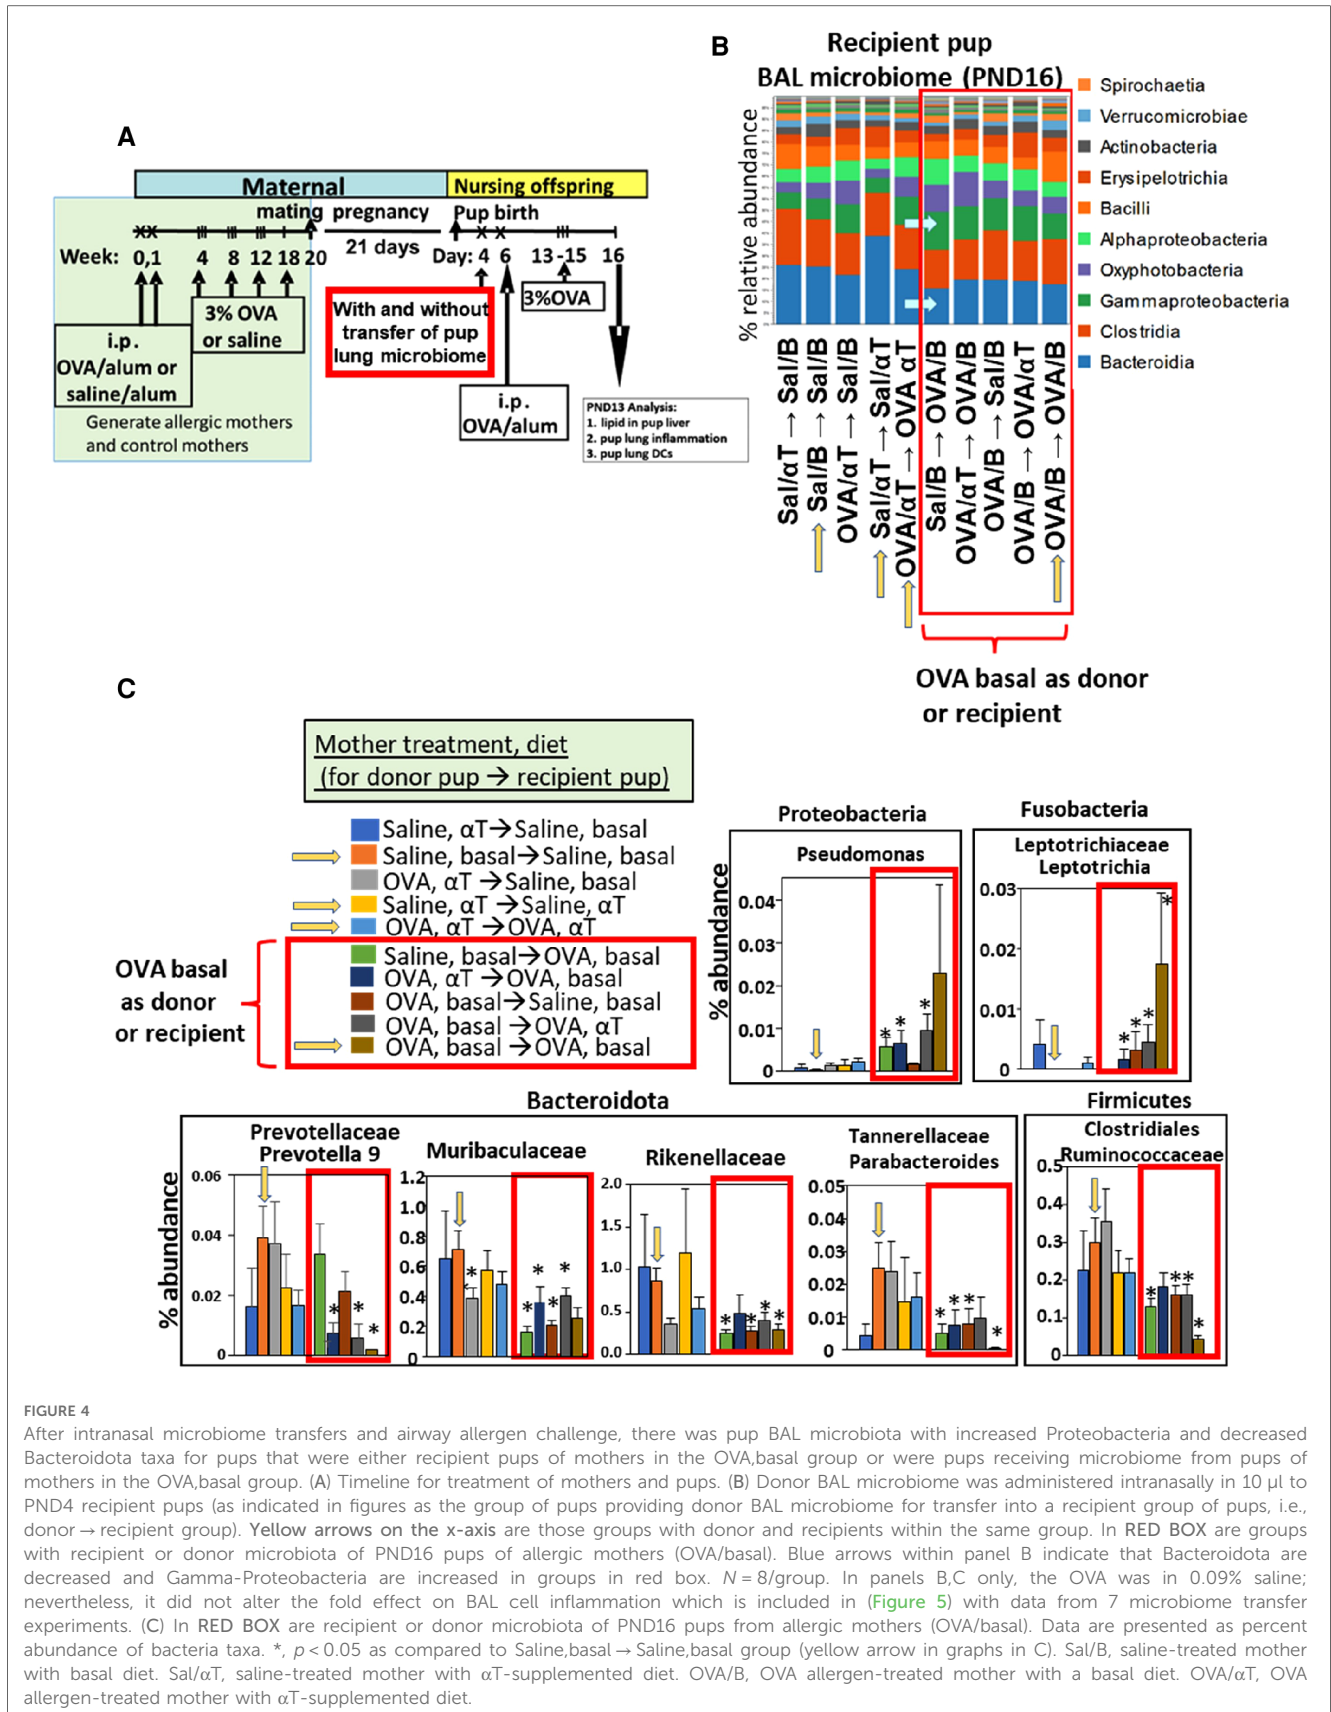 A
Maternal
Nursing offspring
mating pregnancy
Pup birth
21 days
Week: 0,1 4 8 12 18 20
Day: 4 6 13-15 16
3% OVA
or saline
i.p.
OVA/alum or
saline/alum
Generate allergic mothers
and control mothers
With and without
transfer of pup
lung microbiome
3%OVA
i.p.
OVA/alum
PND13 Analysis:
1. lipid in pup liver
2. pup lung inflammation
3. pup lung DCs
B
Recipient pup
BAL microbiome (PND16)
% relative abundance
Spirochaetia
Verrucomicrobiae
Actinobacteria
Erysipelotrichia
Bacilli
Alphaproteobacteria
Oxyphotobacteria
Gammaproteobacteria
Clostridia
Bacteroidia
Sal/αT → Sal/B
Sal/B → Sal/B
OVA/αT → Sal/B
Sal/αT → Sal/αT
OVA/αT → OVA αT
Sal/B → OVA/B
OVA/αT → OVA/B
OVA/B → Sal/B
OVA/B → OVA/αT
OVA/B → OVA/B
OVA basal as donor
or recipient
C
Mother treatment, diet
(for donor pup → recipient pup)
Saline, αT→Saline, basal
Saline, basal→Saline, basal
OVA, αT →Saline, basal
Saline, αT →Saline, αT
OVA, αT →OVA, αT
Saline, basal→OVA, basal
OVA, αT →OVA, basal
OVA, basal→Saline, basal
OVA, basal →OVA, αT
OVA, basal →OVA, basal
OVA basal
as donor
or recipient
Proteobacteria
Pseudomonas
% abundance
0.04
0.03
0.02
0.01
0
* * *
Fusobacteria
Leptotrichiaceae
Leptotrichia
0.03
0.02
0.01
0
* * * *
Bacteroidota
Prevotellaceae
Prevotella 9
% abundance
0.06
0.04
0.02
0
* * *
Muribaculaceae
1.2
1.0
0.8
0.6
0.4
0.2
0
* * * * *
Rikenellaceae
2.0
1.5
1.0
0.5
0.0
* * * *
Tannerellaceae
Parabacteroides
0.05
0.04
0.03
0.02
0.01
0
* * * *
Firmicutes
Clostridiales
Ruminococcaceae
0.5
0.4
0.3
0.2
0.1
0
* * * *
FIGURE 4
After intranasal microbiome transfers and airway allergen challenge, there was pup BAL microbiota with increased Proteobacteria and decreased
Bacteroidota taxa for pups that were either recipient pups of mothers in the OVA,basal group or were pups receiving microbiome from pups of
mothers in the OVA,basal group. (A) Timeline for treatment of mothers and pups. (B) Donor BAL microbiome was administered intranasally in 10 µl to
PND4 recipient pups (as indicated in figures as the group of pups providing donor BAL microbiome for transfer into a recipient group of pups, i.e.,
donor → recipient group). Yellow arrows on the x-axis are those groups with donor and recipients within the same group. In RED BOX are groups
with recipient or donor microbiota of PND16 pups of allergic mothers (OVA/basal). Blue arrows within panel B indicate that Bacteroidota are
decreased and Gamma-Proteobacteria are increased in groups in red box. N = 8/group. In panels B,C only, the OVA was in 0.09% saline;
nevertheless, it did not alter the fold effect on BAL cell inflammation which is included in (Figure 5) with data from 7 microbiome transfer
experiments. (C) In RED BOX are recipient or donor microbiota of PND16 pups from allergic mothers (OVA/basal). Data are presented as percent
abundance of bacteria taxa. *, p < 0.05 as compared to Saline,basal → Saline,basal group (yellow arrow in graphs in C). Sal/B, saline-treated mother
with basal diet. Sal/αT, saline-treated mother with αT-supplemented diet. OVA/B, OVA allergen-treated mother with a basal diet. OVA/αT, OVA
allergen-treated mother with αT-supplemented diet.